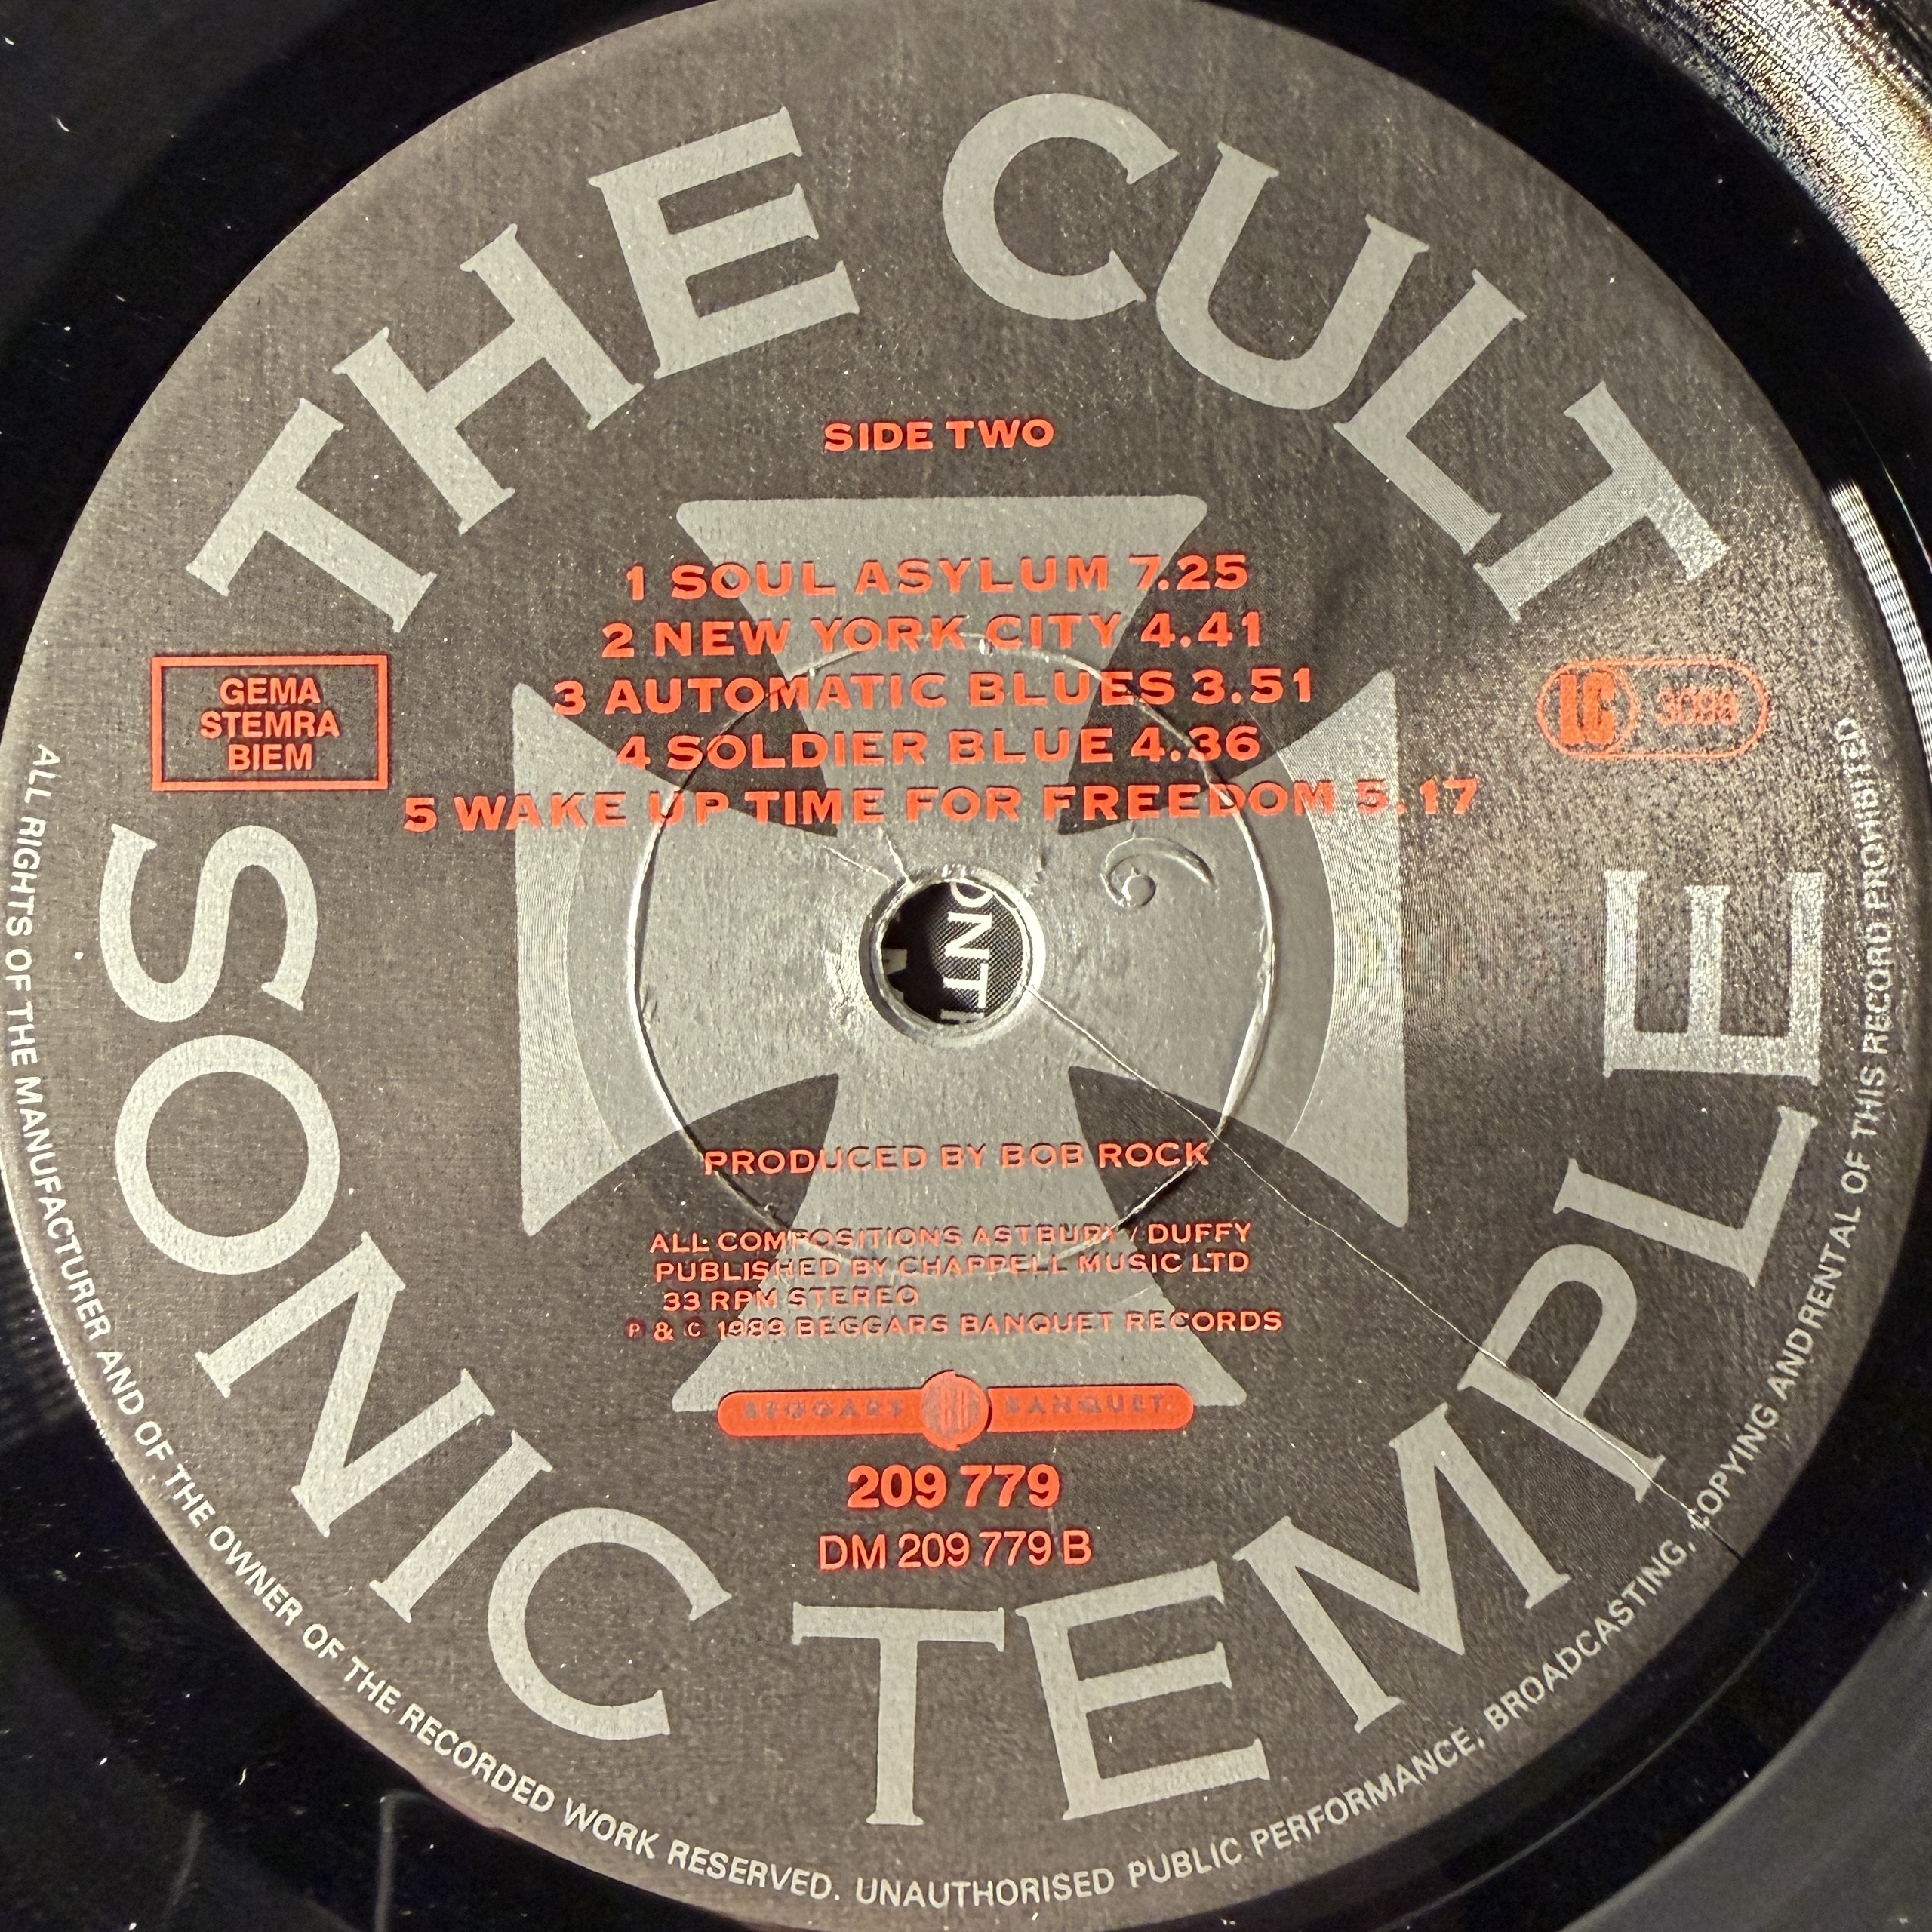 THE CULT
SIDE TWO
1 SOUL ASYLUM 7.25
2 NEW YORK CITY 4.41
3 AUTOMATIC BLUES 3.51
4 SOLDIER BLUE 4.36
5 WAKE UP TIME FOR FREEDOM 5.17
GEMA
STEMRA
BIEM
LC 3098
PRODUCED BY BOB ROCK
ALL COMPOSITIONS ASTBURY / DUFFY
PUBLISHED BY CHAPPELL MUSIC LTD
33 RPM STEREO
P & C 1989 BEGGARS BANQUET RECORDS
BEGGARS BANQUET
209 779
DM 209 779 B
SONIC TEMPLE
ALL RIGHTS OF THE MANUFACTURER AND OF THE OWNER OF THE RECORDED WORK RESERVED. UNAUTHORISED PUBLIC PERFORMANCE, BROADCASTING, COPYING AND RENTAL OF THIS RECORD PROHIBITED